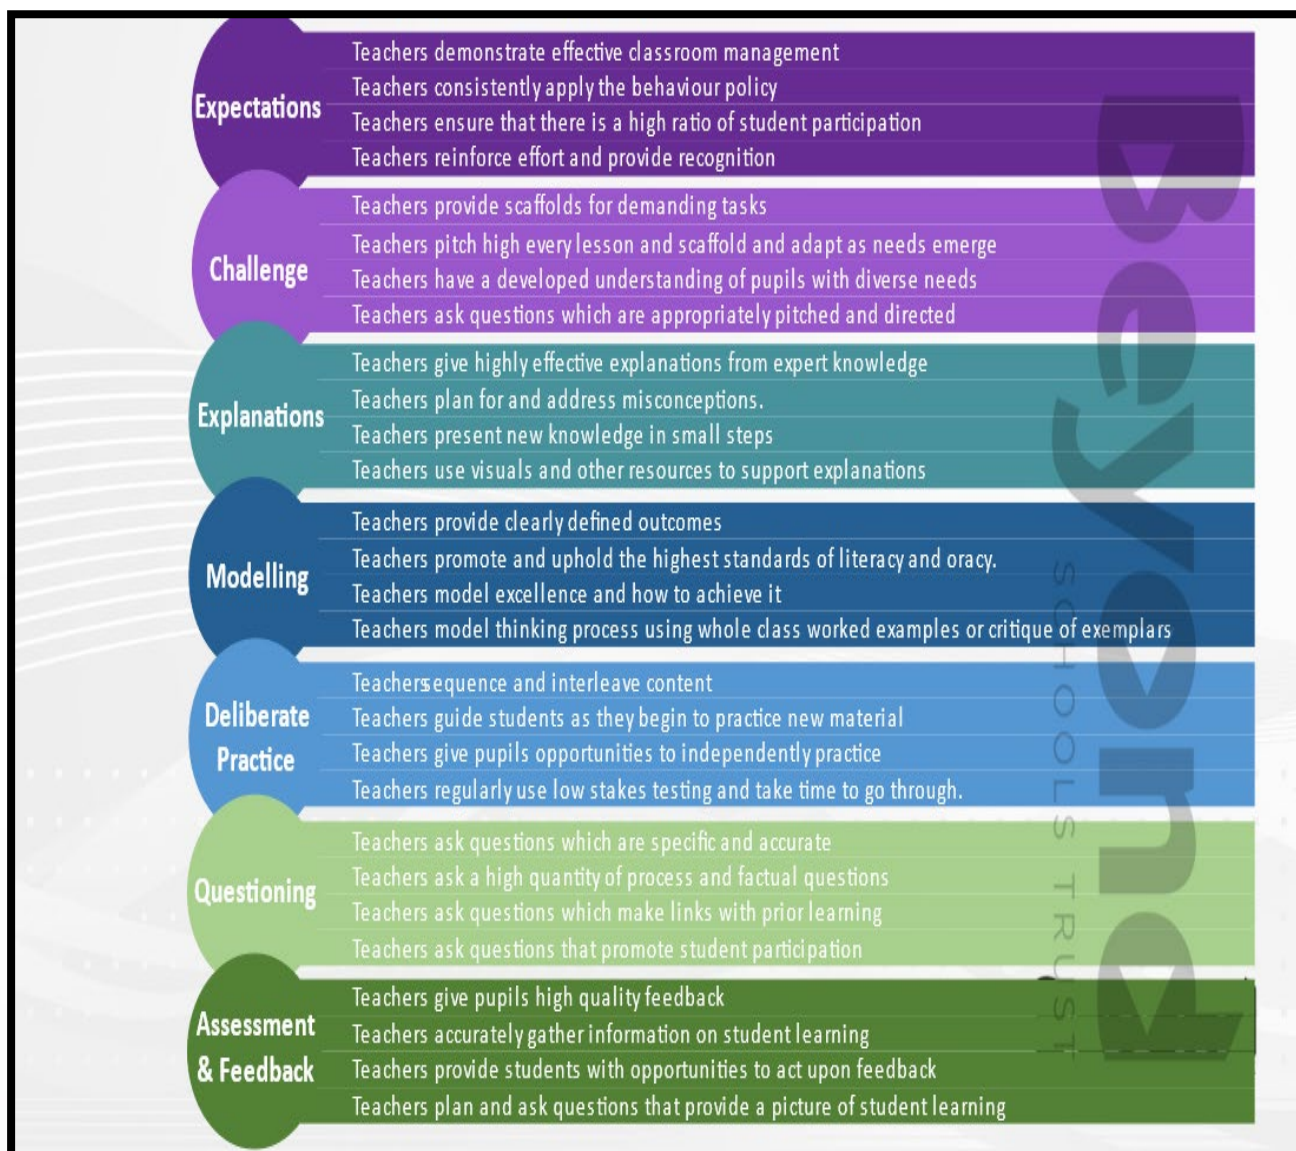 Expectations
Teachers demonstrate effective classroom management
Teachers consistently apply the behaviour policy
Teachers ensure that there is a high ratio of student participation
Teachers reinforce effort and provide recognition
Challenge
Teachers provide scaffolds for demanding tasks
Teachers pitch high every lesson and scaffold and adapt as needs emerge
Teachers have a developed understanding of pupils with diverse needs
Teachers ask questions which are appropriately pitched and directed
Explanations
Teachers give highly effective explanations from expert knowledge
Teachers plan for and address misconceptions.
Teachers present new knowledge in small steps
Teachers use visuals and other resources to support explanations
Modelling
Teachers provide clearly defined outcomes
Teachers promote and uphold the highest standards of literacy and oracy.
Teachers model excellence and how to achieve it
Teachers model thinking process using whole class worked examples or critique of exemplars
Deliberate
Practice
Teachers sequence and interleave content
Teachers guide students as they begin to practice new material
Teachers give pupils opportunities to independently practice
Teachers regularly use low stakes testing and take time to go through.
Questioning
Teachers ask questions which are specific and accurate
Teachers ask a high quantity of process and factual questions
Teachers ask questions which make links with prior learning
Teachers ask questions that promote student participation
Assessment
& Feedback
Teachers give pupils high quality feedback
Teachers accurately gather information on student learning
Teachers provide students with opportunities to act upon feedback
Teachers plan and ask questions that provide a picture of student learning
Beyond
SCHOOLS TRUST